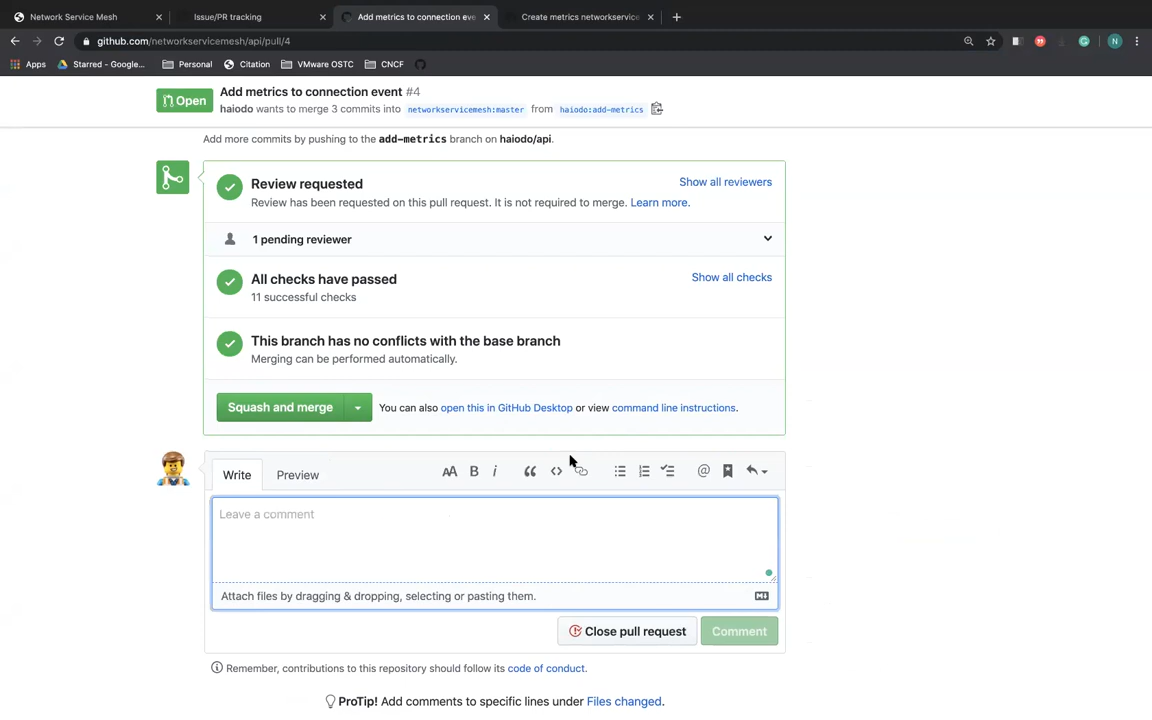 Network Service Mesh
Issue/PR tracking
Add metrics to connection eve
Create metrics networkservice
github.com/networkservicemesh/api/pull/4
N
Apps
Starred - Google...
Personal
Citation
VMware OSTC
CNCF
Open
Add metrics to connection event #4
haiodo wants to merge 3 commits into networkservicemesh:master from haiodo:add-metrics
Add more commits by pushing to the add-metrics branch on haiodo/api.
Review requested
Show all reviewers
Review has been requested on this pull request. It is not required to merge. Learn more.
1 pending reviewer
All checks have passed
Show all checks
11 successful checks
This branch has no conflicts with the base branch
Merging can be performed automatically.
Squash and merge
You can also open this in GitHub Desktop or view command line instructions.
Write
Preview
AA B i
Leave a comment
Attach files by dragging & dropping, selecting or pasting them.
Close pull request
Comment
Remember, contributions to this repository should follow its code of conduct.
ProTip! Add comments to specific lines under Files changed.